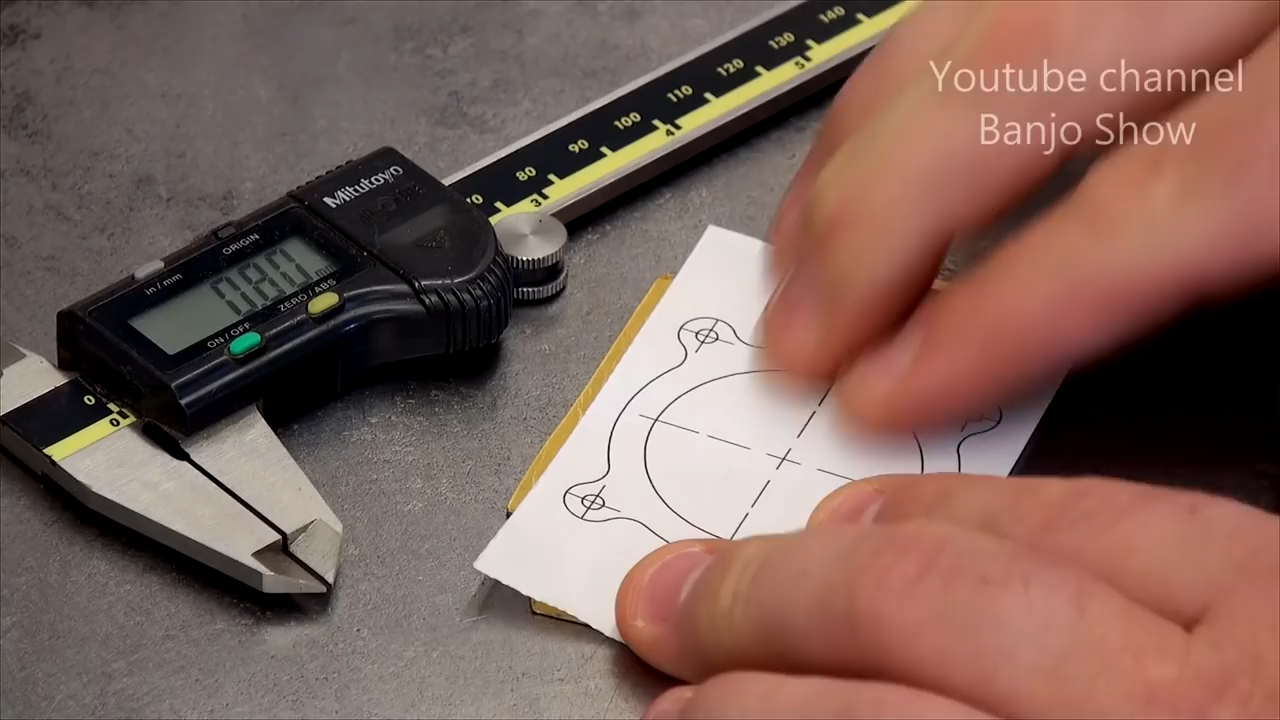 Youtube channel
Banjo Show
140
130
5
120
110
100
4
90
80
3
Mitutoyo
ORIGIN
in / mm
0.80
ZERO / ABS
ON / OFF
0
0